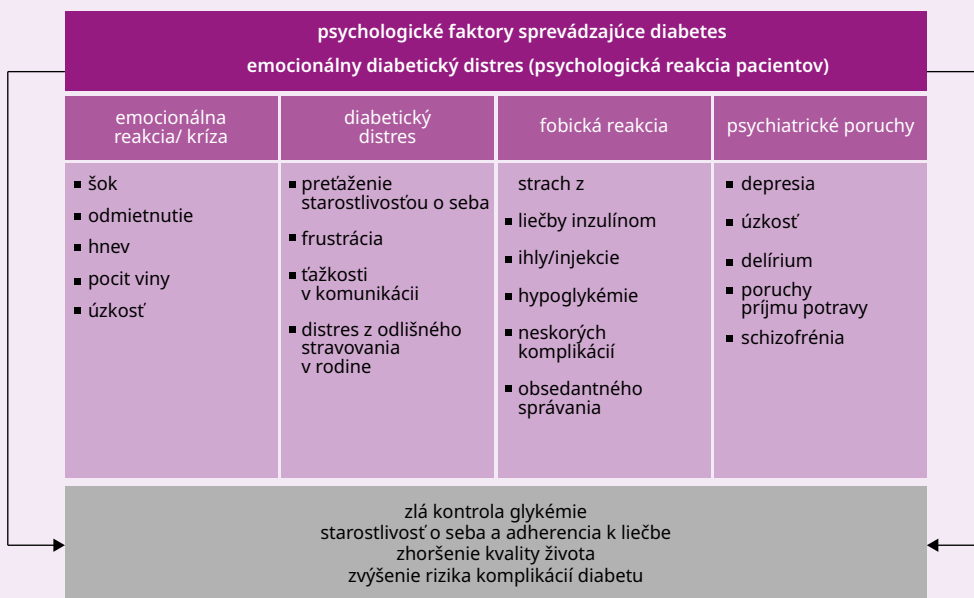 psychologické faktory sprevádzajúce diabetes
emocionálny diabetický distres (psychologická reakcia pacientov)
emocionálna
reakcia/ kríza
šok
odmietnutie
hnev
pocit viny
úzkosť
diabetický
distres
preťaženie
starostlivosťou o seba
frustrácia
ťažkosti
v komunikácii
distres z odlišného
stravovania
v rodine
fobická reakcia
strach z
liečby inzulínom
ihly/injekcie
hypoglykémie
neskorých
komplikácií
obsedantného
správania
psychiatrické poruchy
depresia
úzkosť
delírium
poruchy
príjmu potravy
schizofrénia
zlá kontrola glykémie
starostlivosť o seba a adherencia k liečbe
zhoršenie kvality života
zvýšenie rizika komplikácií diabetu